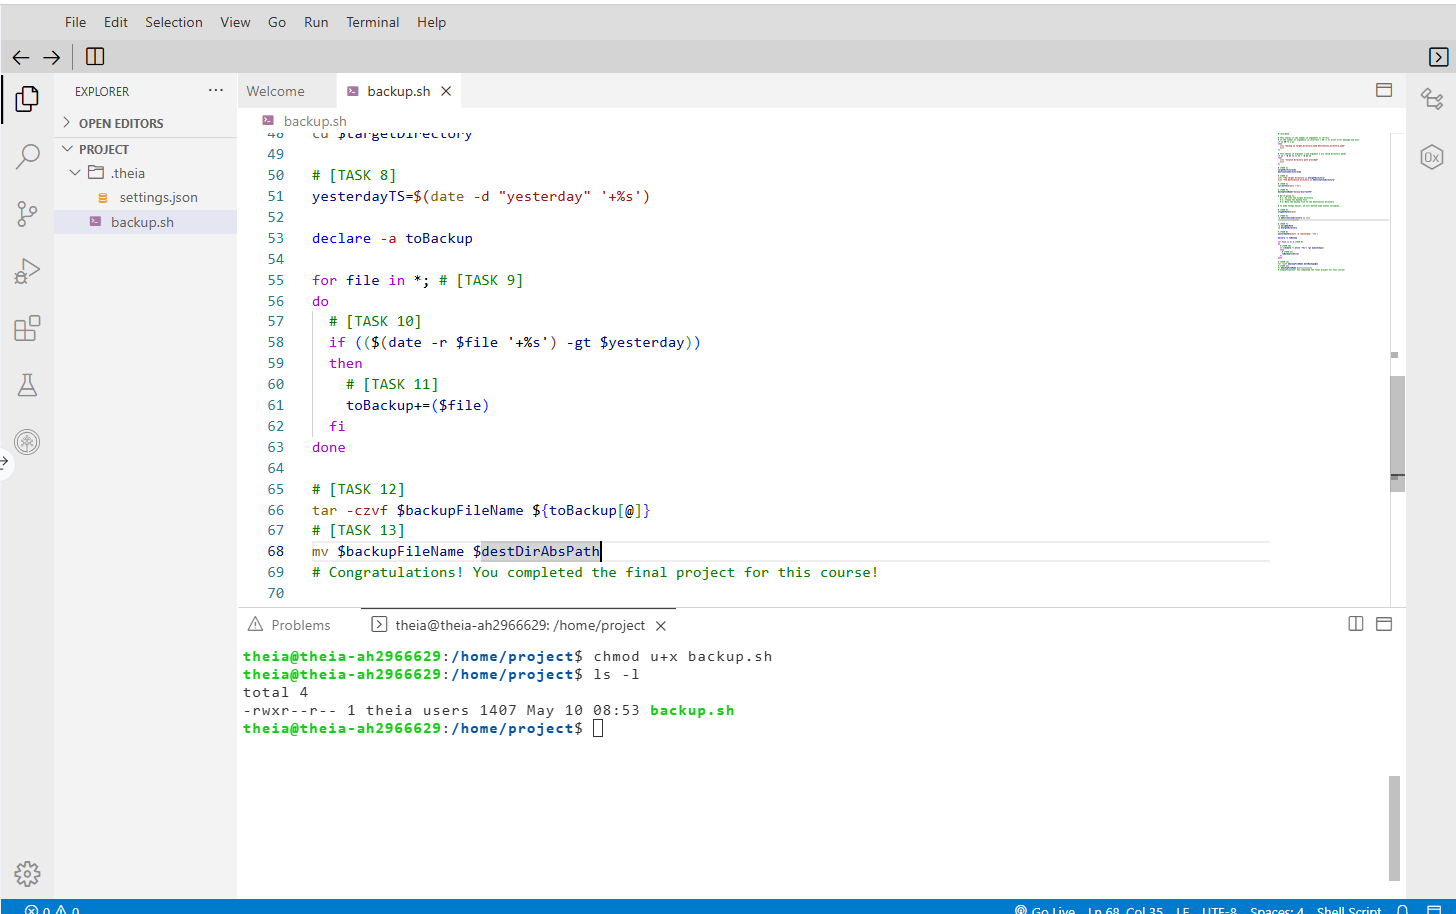 File Edit Selection View Go Run Terminal Help
EXPLORER ...
OPEN EDITORS
PROJECT
.theia
settings.json
backup.sh
Welcome backup.sh
backup.sh
48 cd $targetDirectory
49
50 # [TASK 8]
51 yesterdayTS=$(date -d "yesterday" '+%s')
52
53 declare -a toBackup
54
55 for file in *; # [TASK 9]
56 do
57 # [TASK 10]
58 if (($(date -r $file '+%s') -gt $yesterday))
59 then
60 # [TASK 11]
61 toBackup+=($file)
62 fi
63 done
64
65 # [TASK 12]
66 tar -czvf $backupFileName ${toBackup[@]}
67 # [TASK 13]
68 mv $backupFileName $destDirAbsPath
69 # Congratulations! You completed the final project for this course!
70
Problems theia@theia-ah2966629: /home/project
theia@theia-ah2966629:/home/project$ chmod u+x backup.sh
theia@theia-ah2966629:/home/project$ ls -l
total 4
-rwxr--r-- 1 theia users 1407 May 10 08:53 backup.sh
theia@theia-ah2966629:/home/project$
0x
0 0 Go Live Ln 68, Col 35 LF UTF-8 Spaces: 4 Shell Script